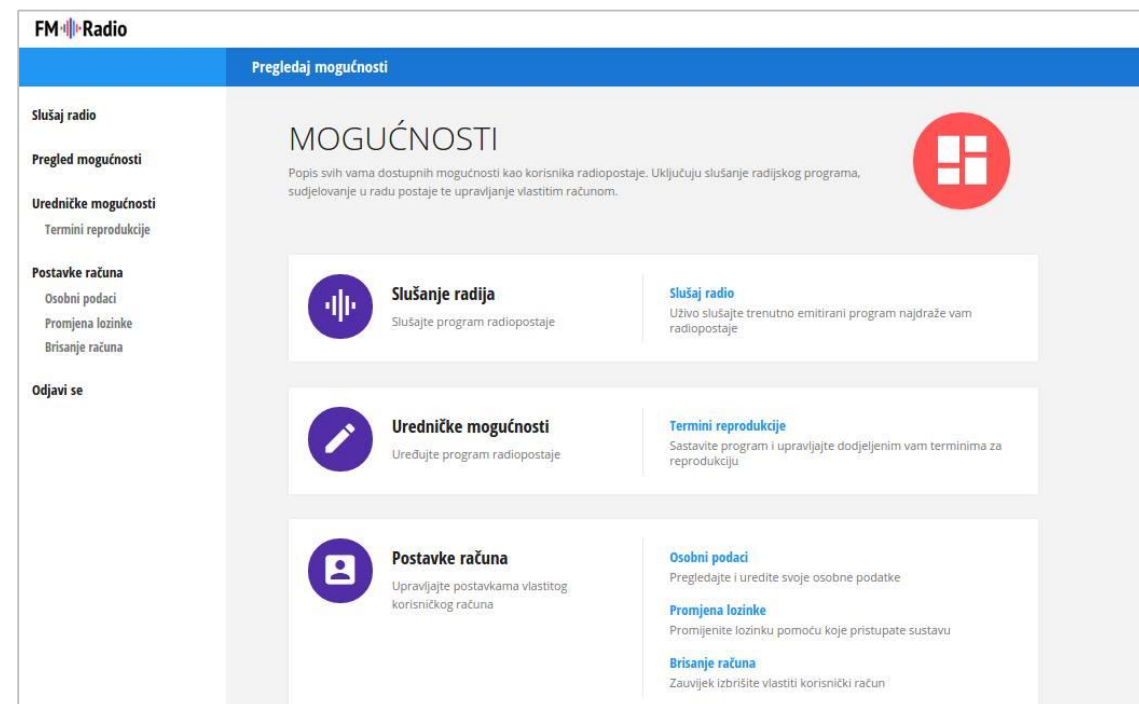 FM Radio
Pregledaj mogućnosti
Slušaj radio
Pregled mogućnosti
Uredničke mogućnosti
Termini reprodukcije
Postavke računa
Osobni podaci
Promjena lozinke
Brisanje računa
Odjavi se
MOGUĆNOSTI
Popis svih vama dostupnih mogućnosti kao korisnika radiopostaje. Uključuju slušanje radijskog programa,
sudjelovanje u radu postaje te upravljanje vlastitim računom.
Slušanje radija
Slušajte program radiopostaje
Slušaj radio
Uživo slušajte trenutno emitirani program najdraže vam
radiopostaje
Uredničke mogućnosti
Uređujte program radiopostaje
Termini reprodukcije
Sastavite program i upravljajte dodjeljenim vam terminima za
reprodukciju
Postavke računa
Upravljajte postavkama vlastitog
korisničkog računa
Osobni podaci
Pregledajte i uredite svoje osobne podatke
Promjena lozinke
Promijenite lozinku pomoću koje pristupate sustavu
Brisanje računa
Zauvijek izbrišite vlastiti korisnički račun